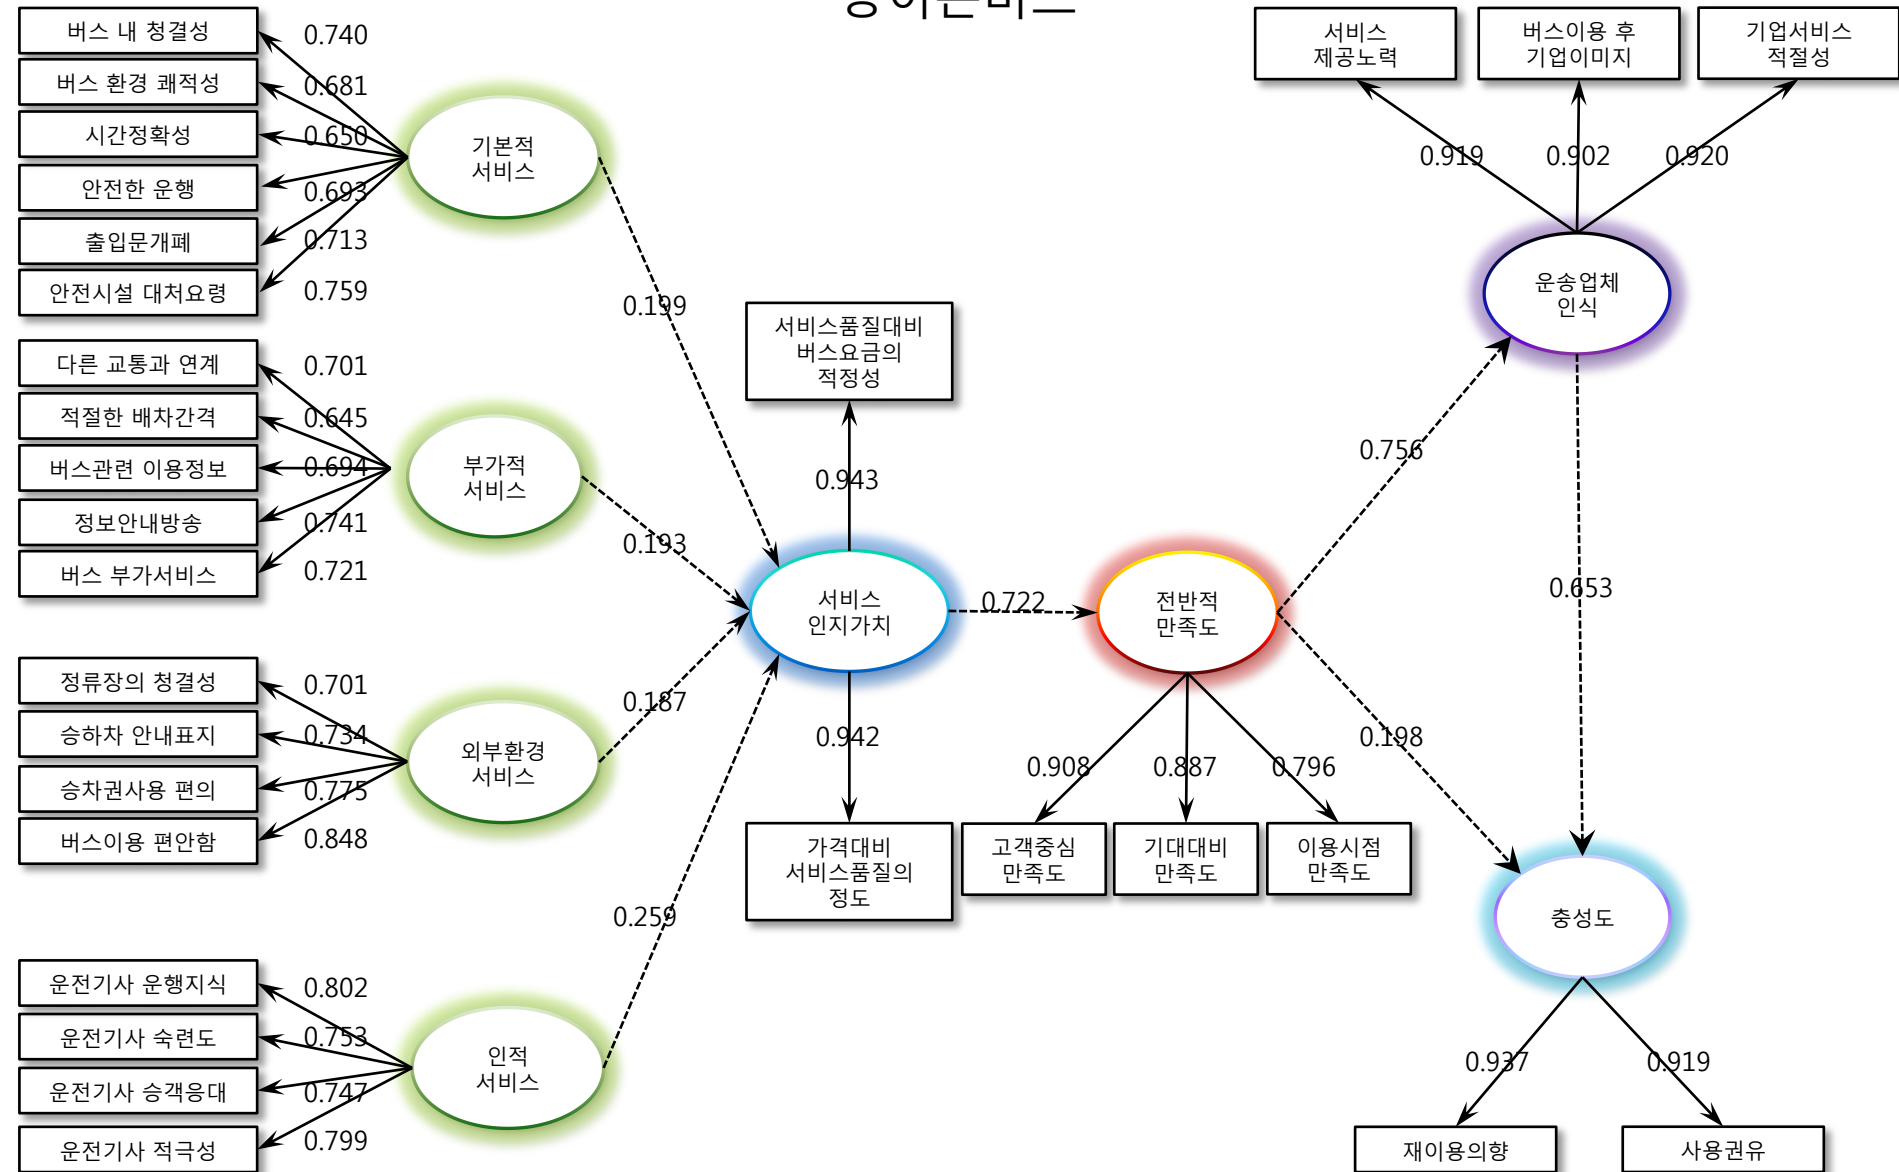 버스 내 청결성
0.740
버스 환경 쾌적성
0.681
시간정확성
0.650
안전한 운행
0.693
출입문개폐
0.713
안전시설 대처요령
0.759
기본적
서비스
0.199
다른 교통과 연계
0.701
적절한 배차간격
0.645
버스관련 이용정보
0.694
정보안내방송
0.741
버스 부가서비스
0.721
부가적
서비스
0.193
정류장의 청결성
0.701
승하차 안내표지
0.734
승차권사용 편의
0.775
버스이용 편안함
0.848
외부환경
서비스
0.187
운전기사 운행지식
0.802
운전기사 숙련도
0.753
운전기사 승객응대
0.747
운전기사 적극성
0.799
인적
서비스
0.259
서비스품질대비
버스요금의
적정성
0.943
서비스
인지가치
0.942
가격대비
서비스품질의
정도
0.722
전반적
만족도
0.908
0.887
0.796
고객중심
만족도
기대대비
만족도
이용시점
만족도
서비스
제공노력
버스이용 후
기업이미지
기업서비스
적절성
0.919
0.902
0.920
운송업체
인식
0.756
0.653
0.198
충성도
0.937
0.919
재이용의향
사용권유